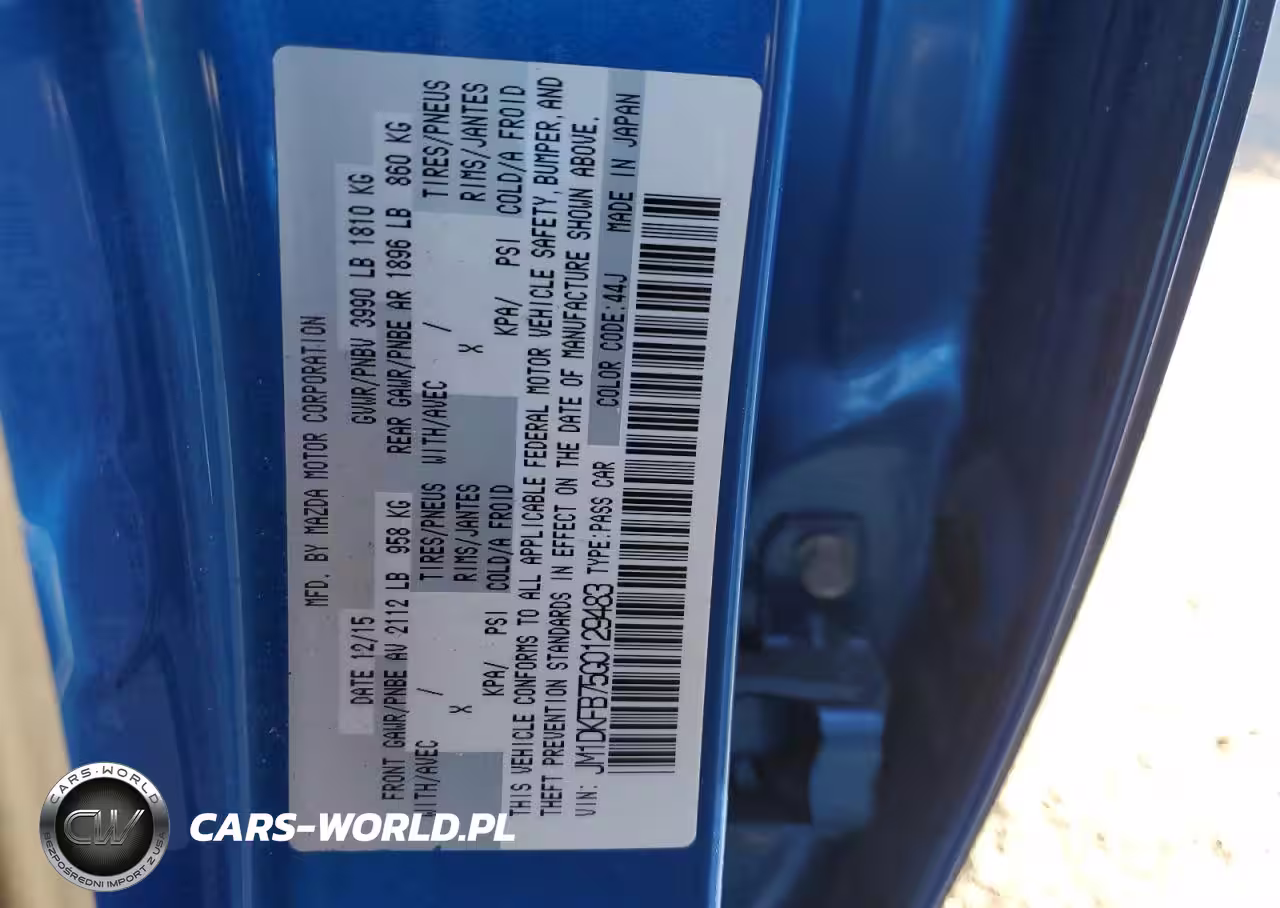 MFD. BY MAZDA MOTOR CORPORATION
DATE 12/15 GVWR/PNBV 3990 LB 1810 KG
FRONT GAWR/PNBE AV 2112 LB 958 KG REAR GAWR/PNBE AR 1896 LB 860 KG
WITH/AVEC / TIRES/PNEUS WITH/AVEC / TIRES/PNEUS
X RIMS/JANTES X RIMS/JANTES
KPA/ PSI COLD/A FROID KPA/ PSI COLD/A FROID
THIS VEHICLE CONFORMS TO ALL APPLICABLE FEDERAL MOTOR VEHICLE SAFETY, BUMPER, AND
THEFT PREVENTION STANDARDS IN EFFECT ON THE DATE OF MANUFACTURE SHOWN ABOVE.
VIN: JM1DKFB75G0129483 TYPE:PASS CAR COLOR CODE:44J MADE IN JAPAN
CARS-WORLD
CW
BEZPOŚREDNI IMPORT Z USA
CARS-WORLD.PL